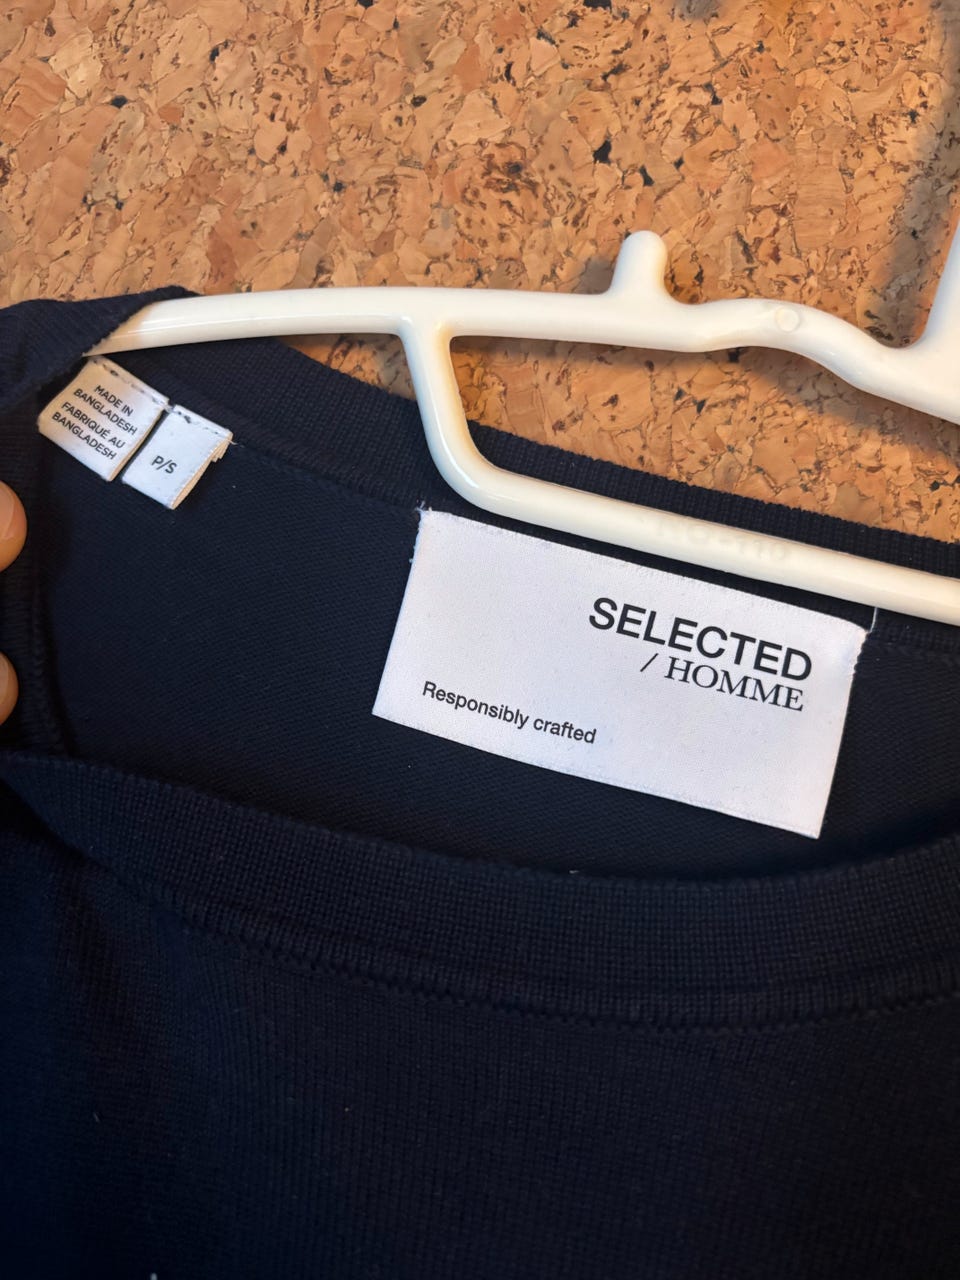 MADE IN
BANGLADESH
FABRIQUÉ AU
BANGLADESH
P/S
SELECTED
/ HOMME
Responsibly crafted